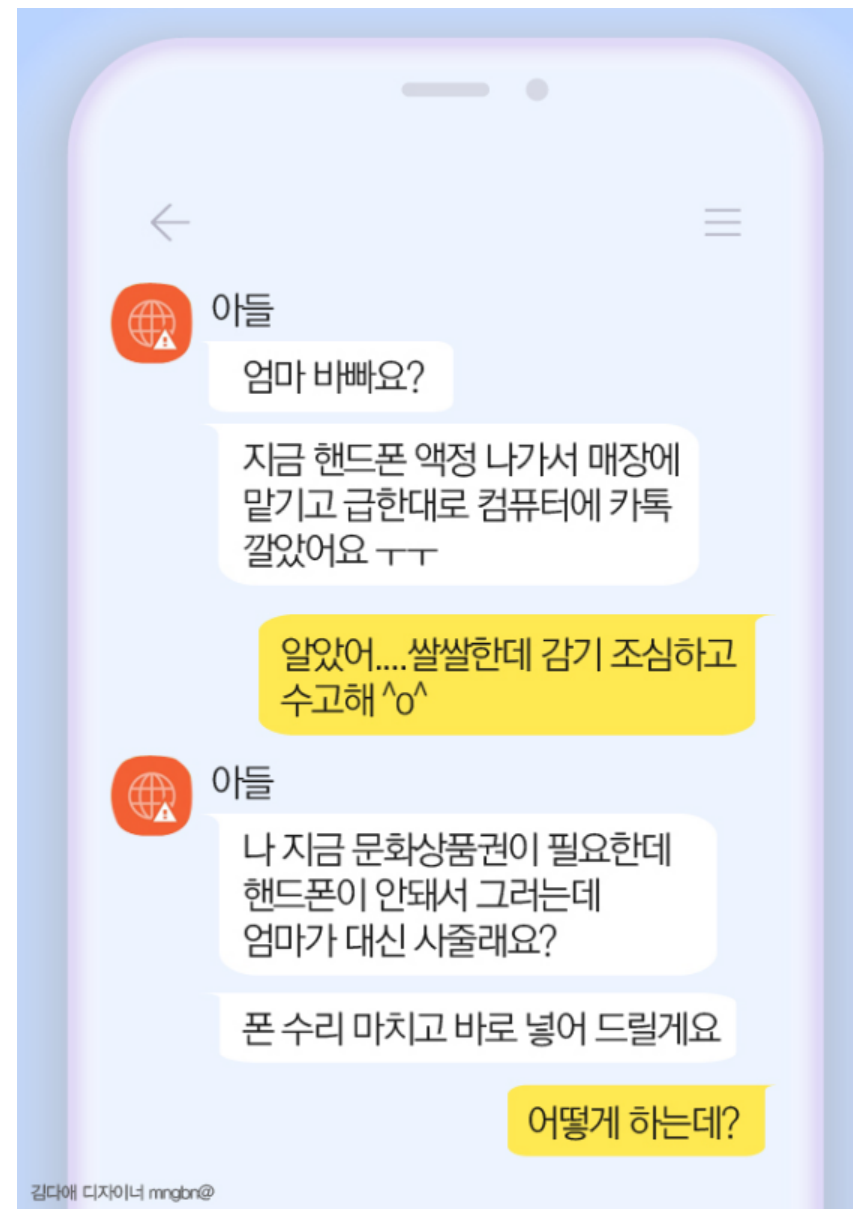 아들
엄마 바빠요?
지금 핸드폰 액정 나가서 매장에
맡기고 급한대로 컴퓨터에 카톡
깔았어요 ㅜㅜ
알았어....쌀쌀한데 감기 조심하고
수고해 ^o^
아들
나 지금 문화상품권이 필요한데
핸드폰이 안돼서 그러는데
엄마가 대신 사줄래요?
폰 수리 마치고 바로 넣어 드릴게요
어떻게 하는데?
김다애 디자이너 mngbn@